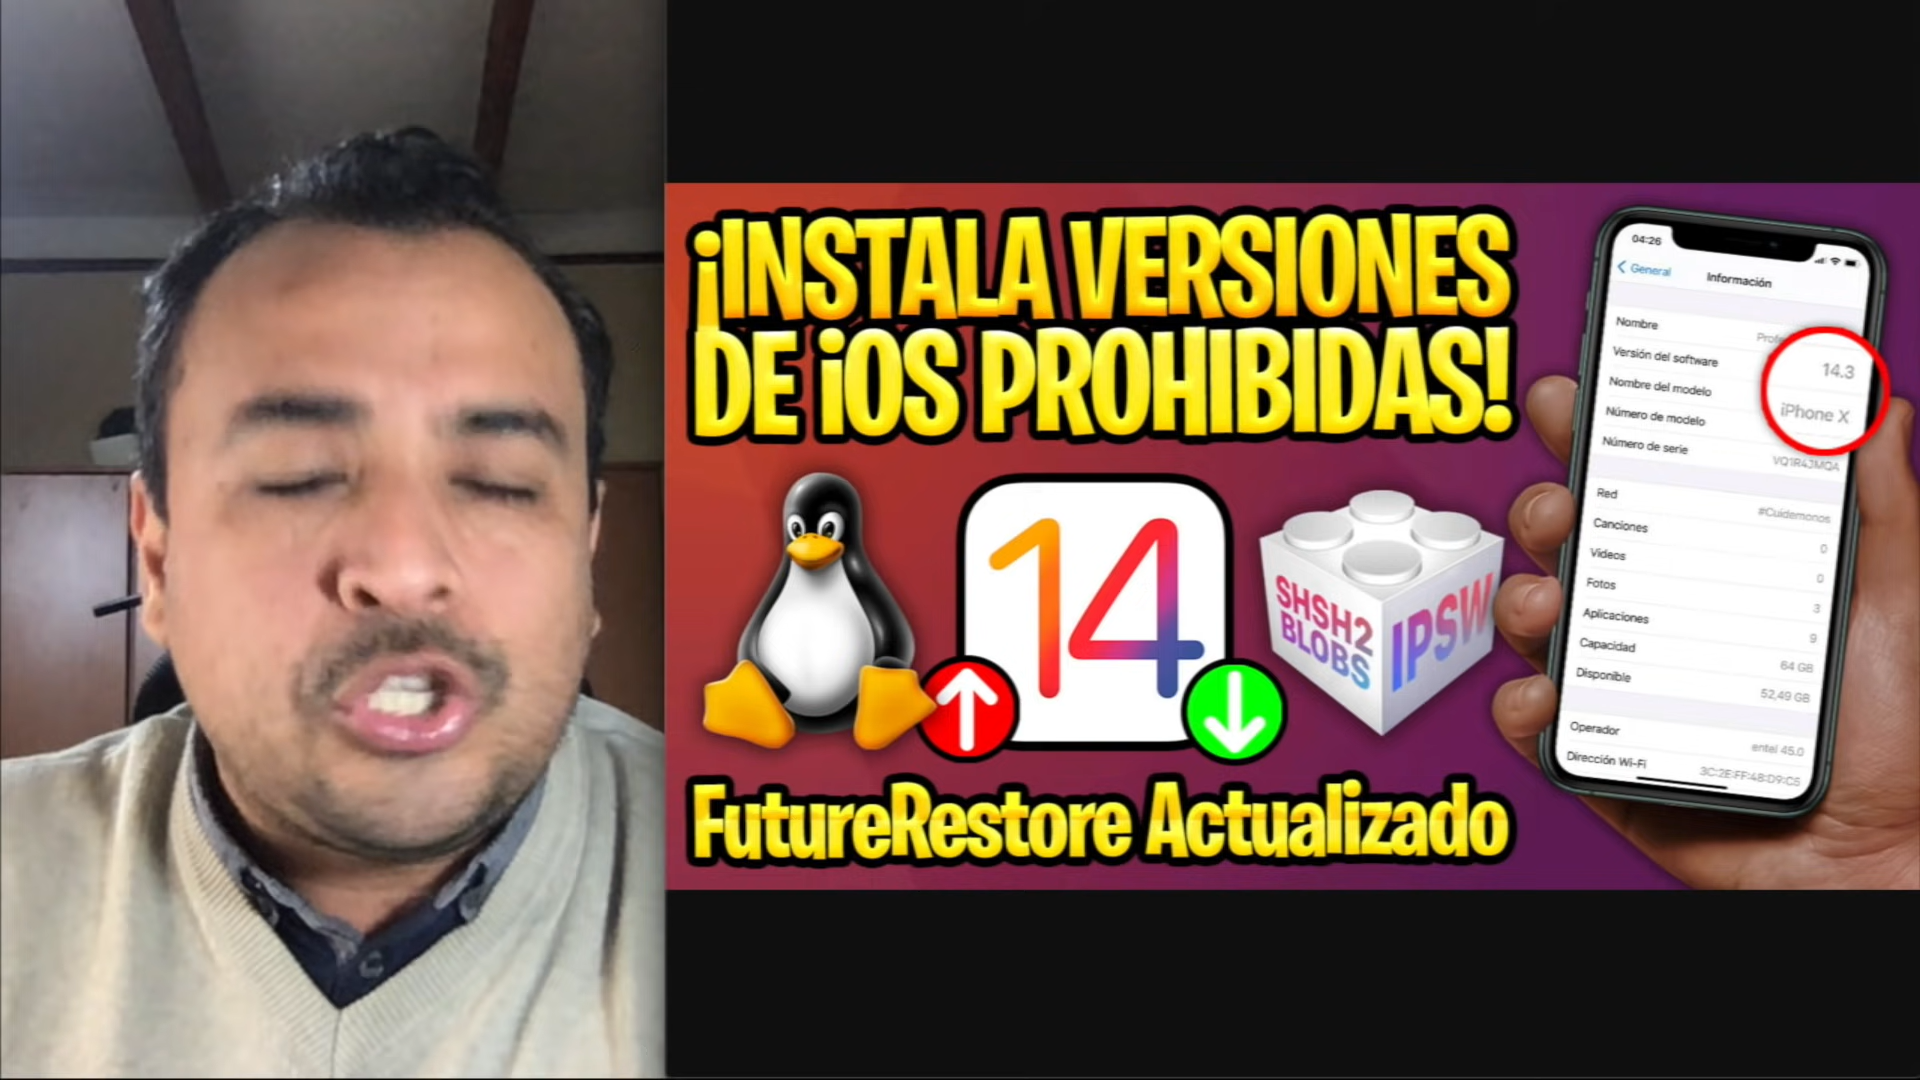 ¡INSTALA VERSIONES
DE iOS PROHIBIDAS!
14
SHSH2
BLOBS
IPSW
FutureRestore Actualizado
04:26
General
Información
Nombre
Versión del software
14.3
Nombre del modelo
iPhone X
Número de modelo
Número de serie
VQ1R4JMQA
Red
#Cuidemonos
Canciones
0
Videos
0
Fotos
3
Aplicaciones
9
Capacidad
64 GB
Disponible
52,49 GB
Operador
entel 45.0
Dirección Wi-Fi
3C:2E:FF:48:D9:C5